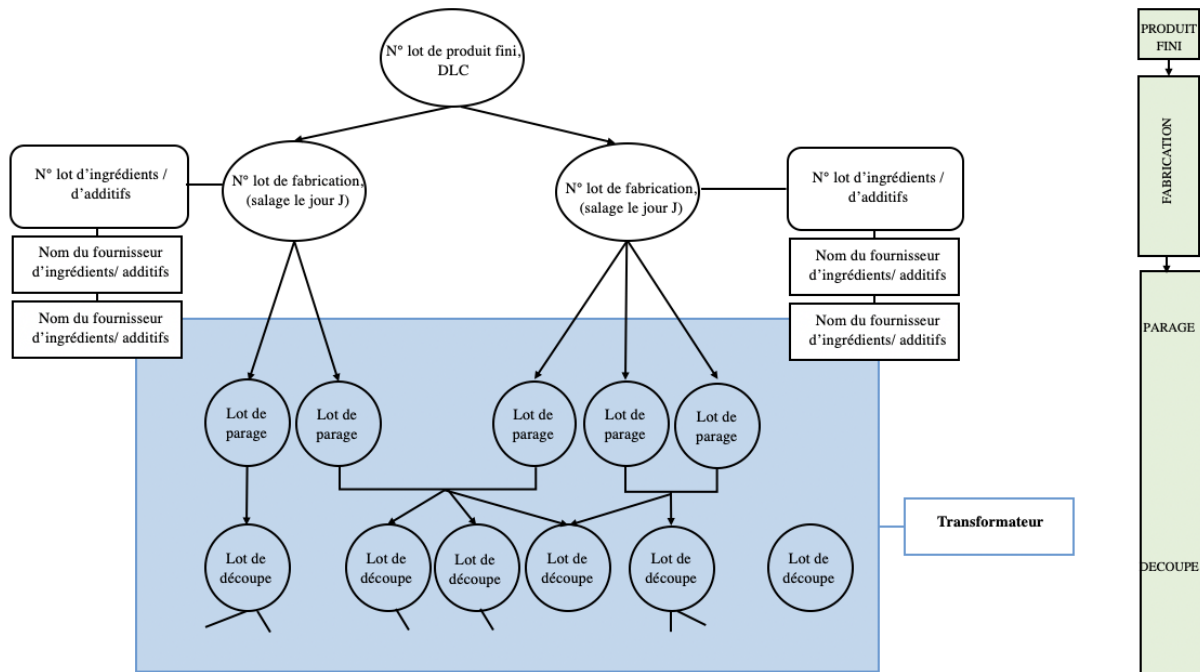 N° lot de produit fini,
DLC
PRODUIT
FINI
N° lot d'ingrédients /
d'additifs
N° lot de fabrication,
(salage le jour J)
N° lot de fabrication,
(salage le jour J)
N° lot d'ingrédients /
d'additifs
FABRICATION
Nom du fournisseur
d'ingrédients/ additifs
Nom du fournisseur
d'ingrédients/ additifs
Nom du fournisseur
d'ingrédients/ additifs
Nom du fournisseur
d'ingrédients/ additifs
PARAGE
Lot de
parage
Lot de
parage
Lot de
parage
Lot de
parage
Lot de
parage
Transformateur
Lot de
découpe
Lot de
découpe
Lot de
découpe
Lot de
découpe
Lot de
découpe
Lot de
découpe
DECOUPE